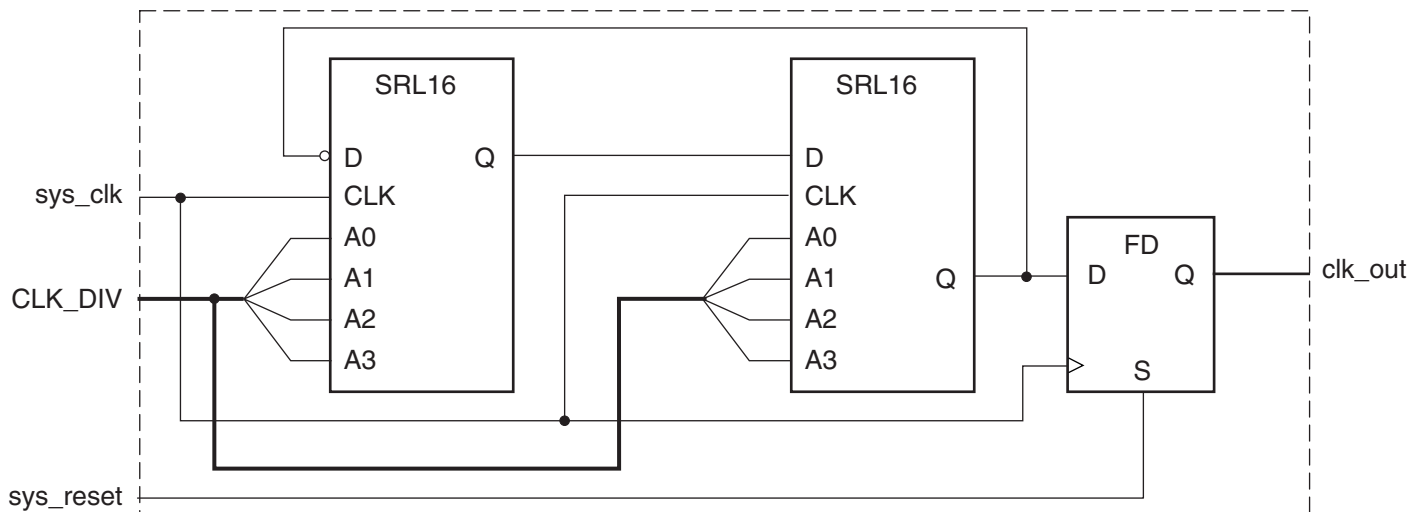 SRL16
SRL16
D
Q
D
sys_clk
CLK
CLK
A0
A0
FD
A1
Q
A1
D
Q
clk_out
CLK_DIV
A2
A2
A3
A3
S
sys_reset